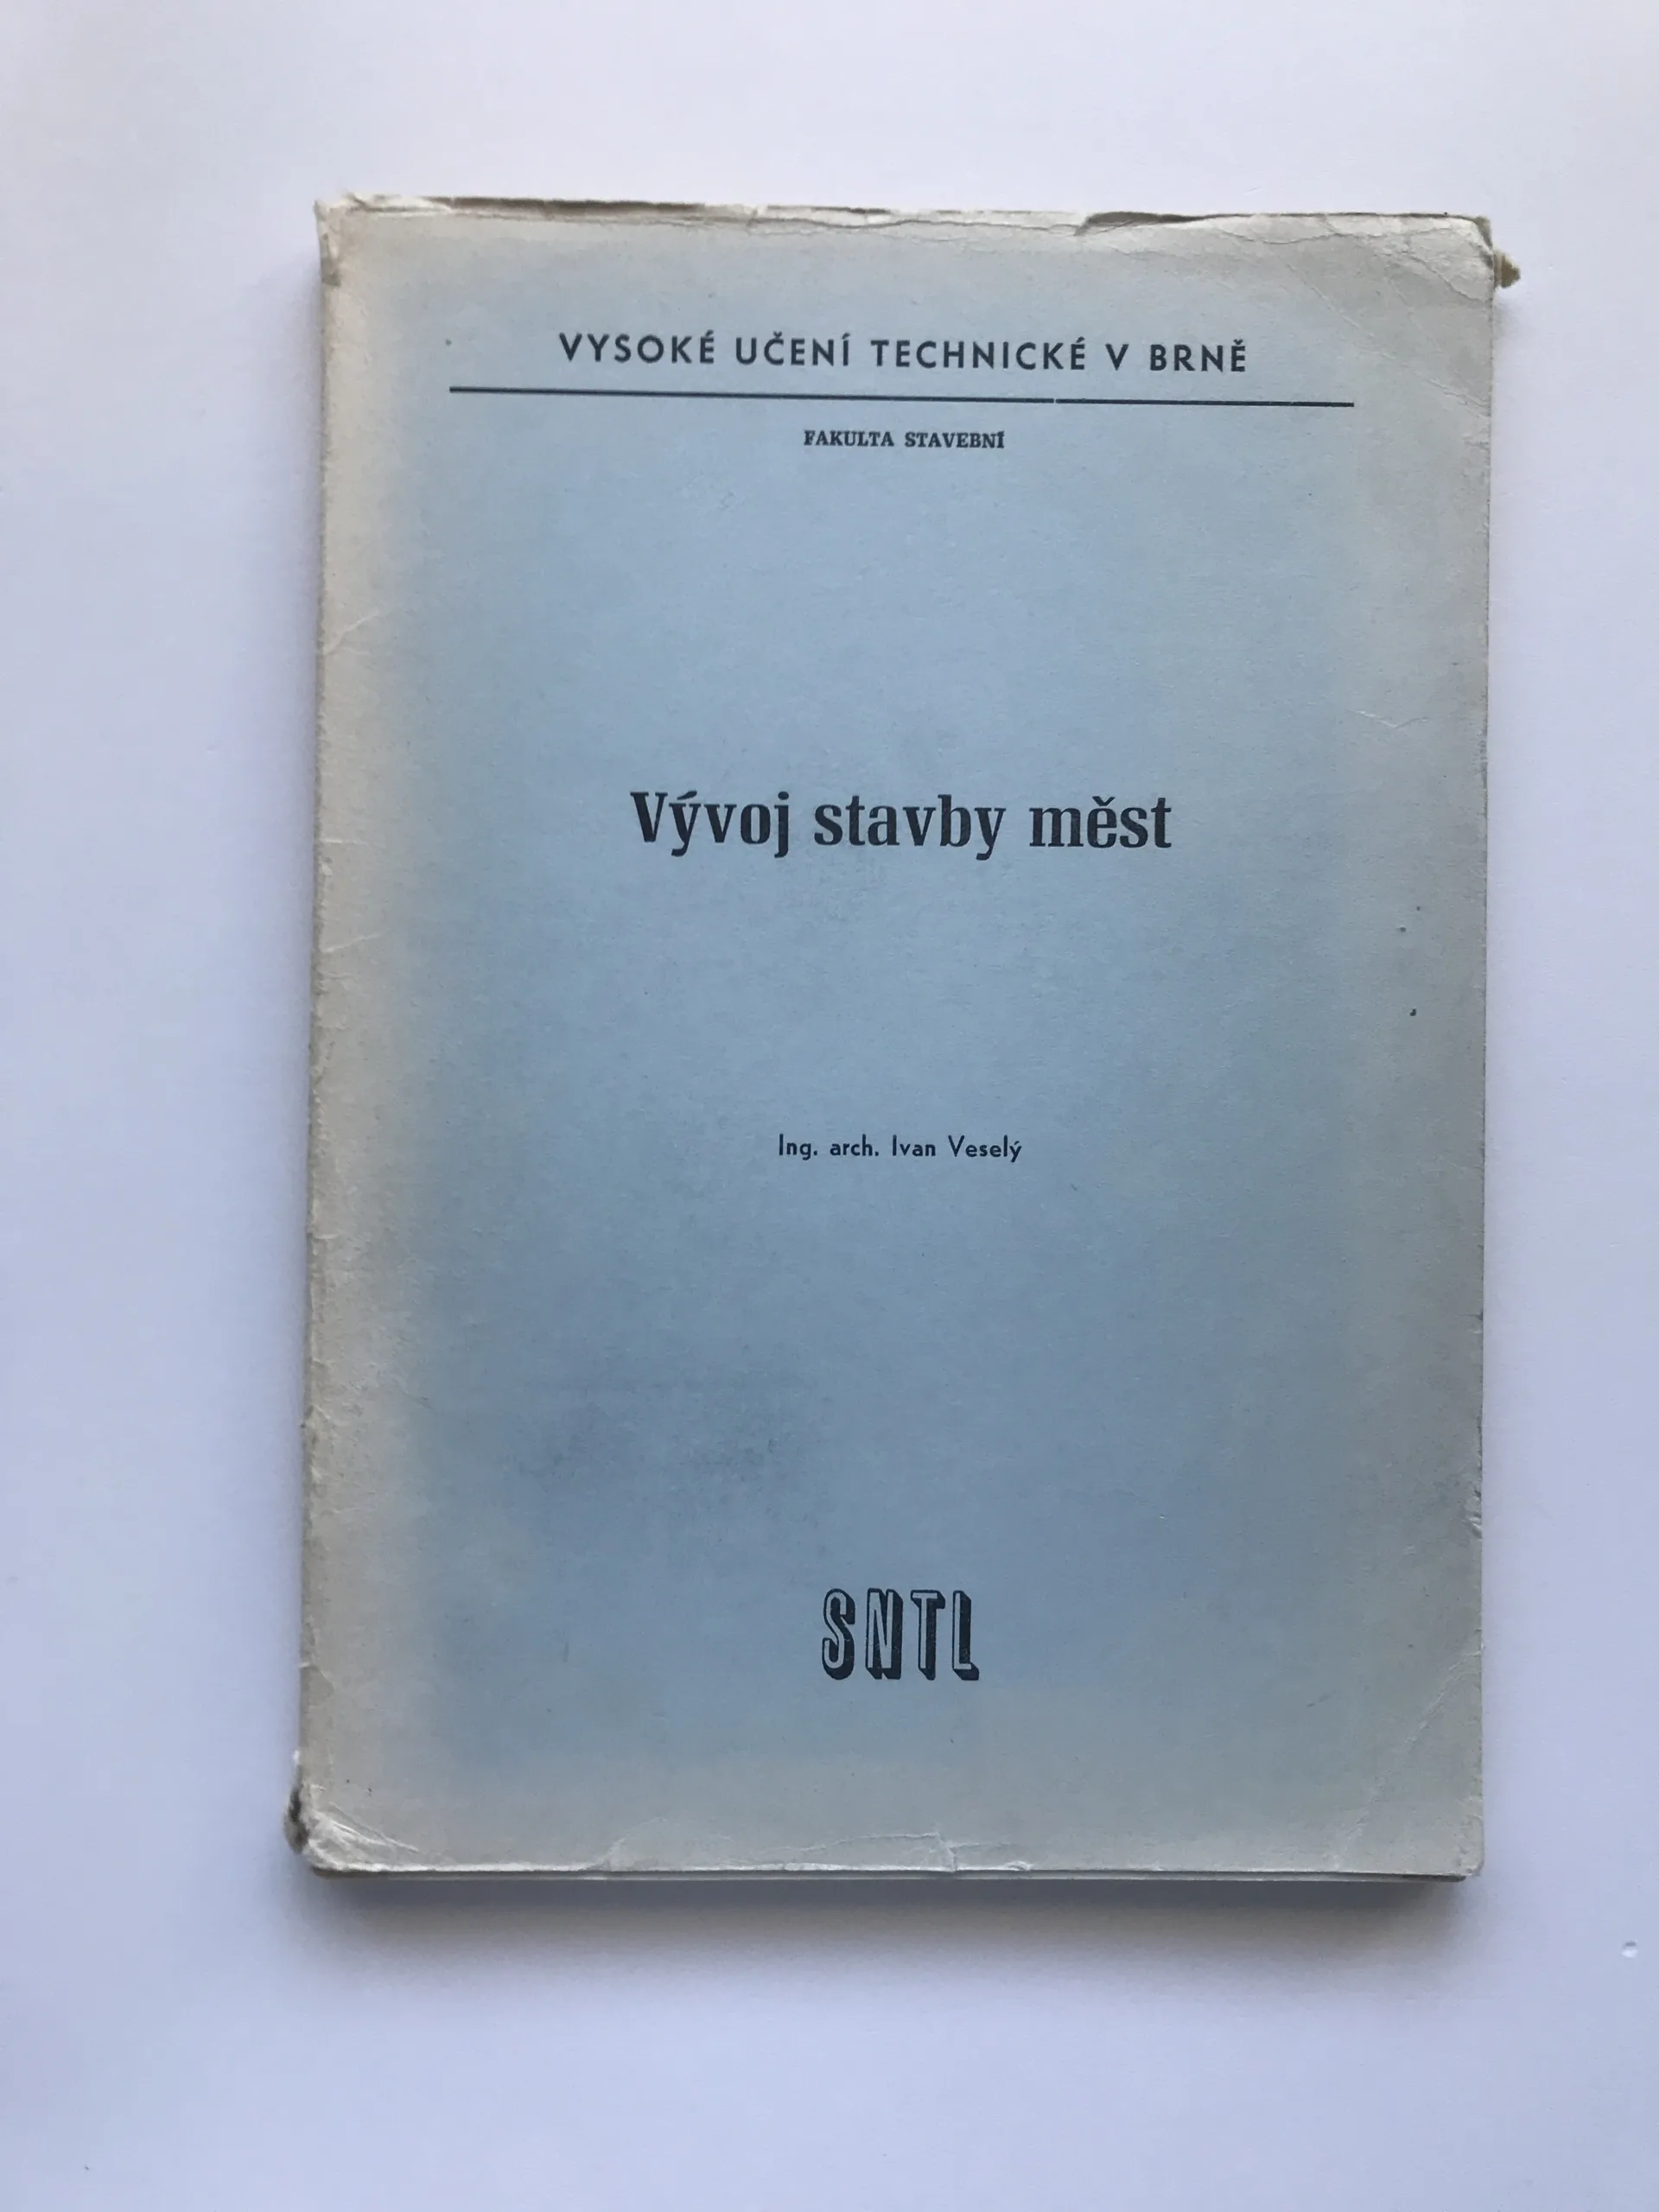 VYSOKÉ UČENÍ TECHNICKÉ V BRNĚ
FAKULTA STAVEBNÍ
Vývoj stavby měst
Ing. arch. Ivan Veselý
SNTL